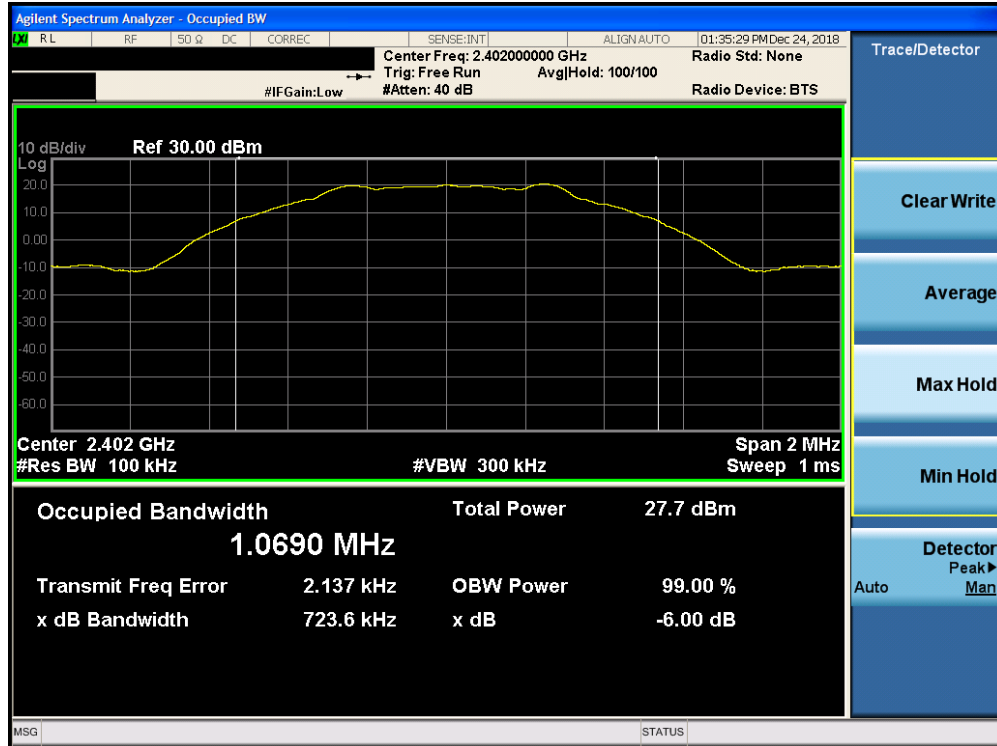 Agilent Spectrum Analyzer - Occupied BW
LXI RL RF 50 Ω DC CORREC SENSE:INT ALIGN AUTO 01:35:29 PM Dec 24, 2018
Center Freq: 2.402000000 GHz Radio Std: None
Trig: Free Run Avg|Hold: 100/100
#IFGain:Low #Atten: 40 dB Radio Device: BTS
Trace/Detector
10 dB/div Ref 30.00 dBm
Log
20.0
10.0
0.00
-10.0
-20.0
-30.0
-40.0
-50.0
-60.0
Center 2.402 GHz Span 2 MHz
#Res BW 100 kHz #VBW 300 kHz Sweep 1 ms
Occupied Bandwidth Total Power 27.7 dBm
1.0690 MHz
Transmit Freq Error 2.137 kHz OBW Power 99.00 %
x dB Bandwidth 723.6 kHz x dB -6.00 dB
Clear Write
Average
Max Hold
Min Hold
Detector
Peak▶
Auto Man
MSG STATUS